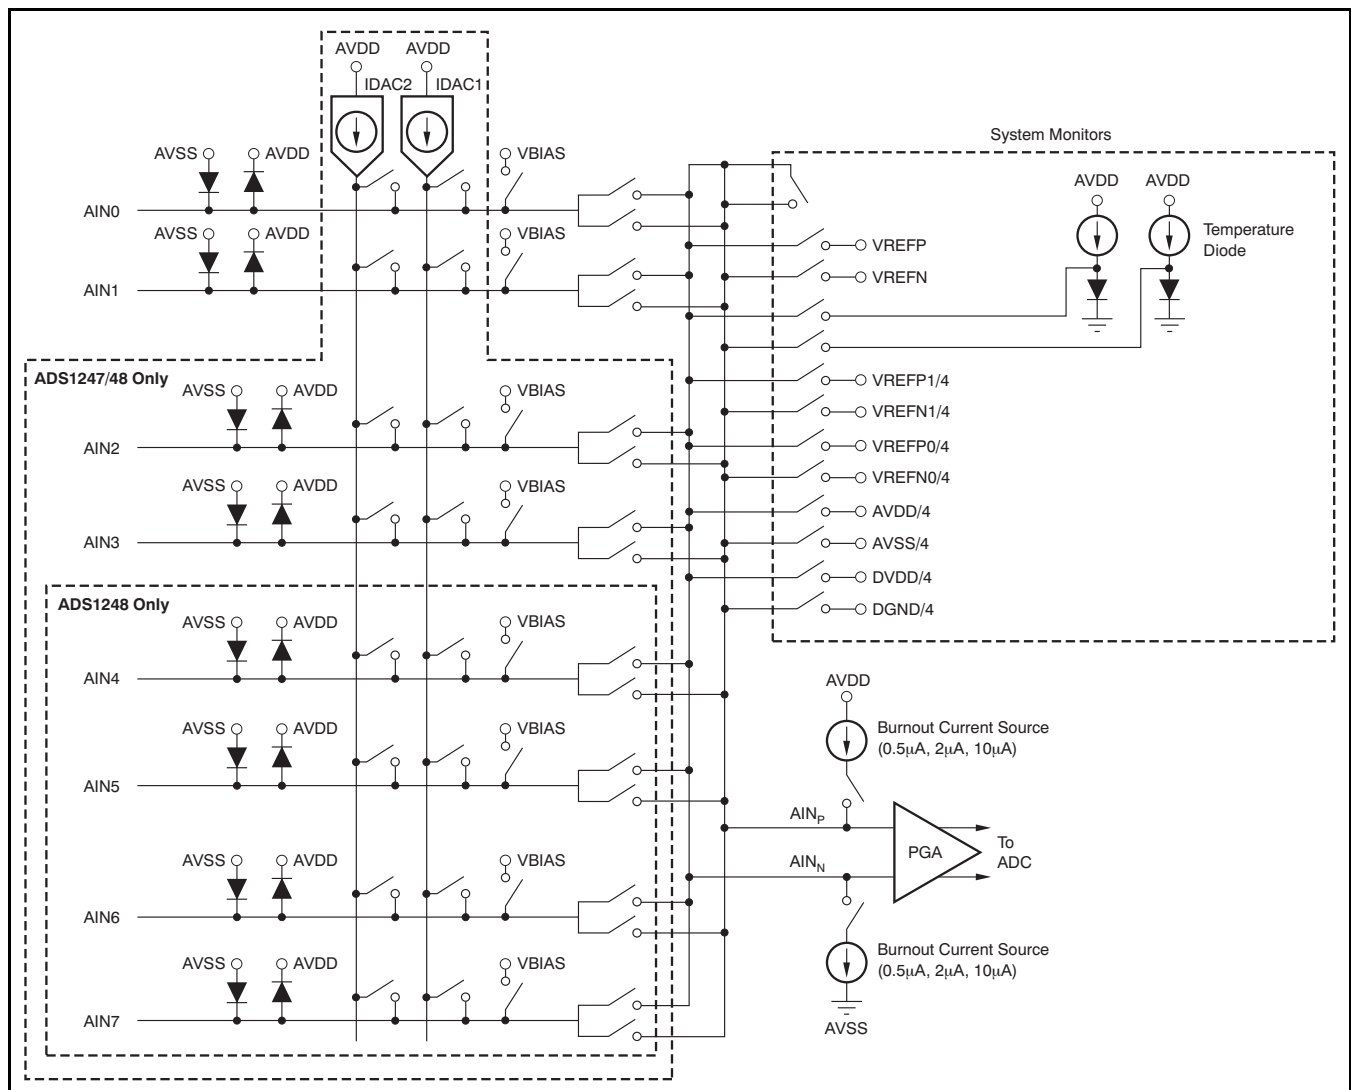 AVDD AVDD
IDAC2 IDAC1
System Monitors
AVSS AVDD VBIAS
AIN0
AVDD AVDD
Temperature
Diode
AVSS AVDD VBIAS
AIN1
VREFP
VREFN
ADS1247/48 Only
AVSS AVDD VBIAS
AIN2
VREFP1/4
VREFN1/4
VREFP0/4
VREFN0/4
AVSS AVDD VBIAS
AIN3
AVDD/4
AVSS/4
DVDD/4
DGND/4
ADS1248 Only
AVSS AVDD VBIAS
AIN4
AVSS AVDD VBIAS
AIN5
AVDD
Burnout Current Source
(0.5μA, 2μA, 10μA)
AINP
AINN
PGA
To
ADC
AVSS AVDD VBIAS
AIN6
AVSS AVDD VBIAS
AIN7
Burnout Current Source
(0.5μA, 2μA, 10μA)
AVSS